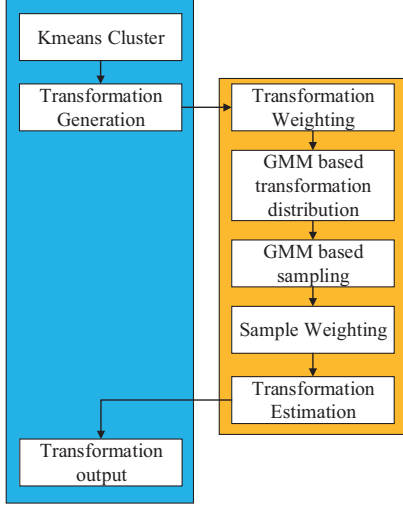 Kmeans Cluster
Transformation
Generation
Transformation
Weighting
GMM based
transformation
distribution
GMM based
sampling
Sample Weighting
Transformation
Estimation
Transformation
output